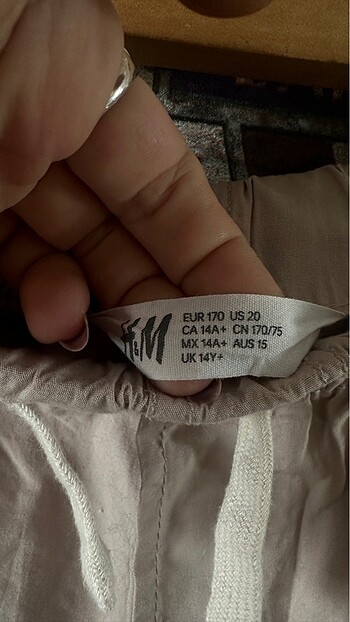 H&M
EUR 170 US 20
CA 14A+ CN 170/75
MX 14A+ AUS 15
UK 14Y+